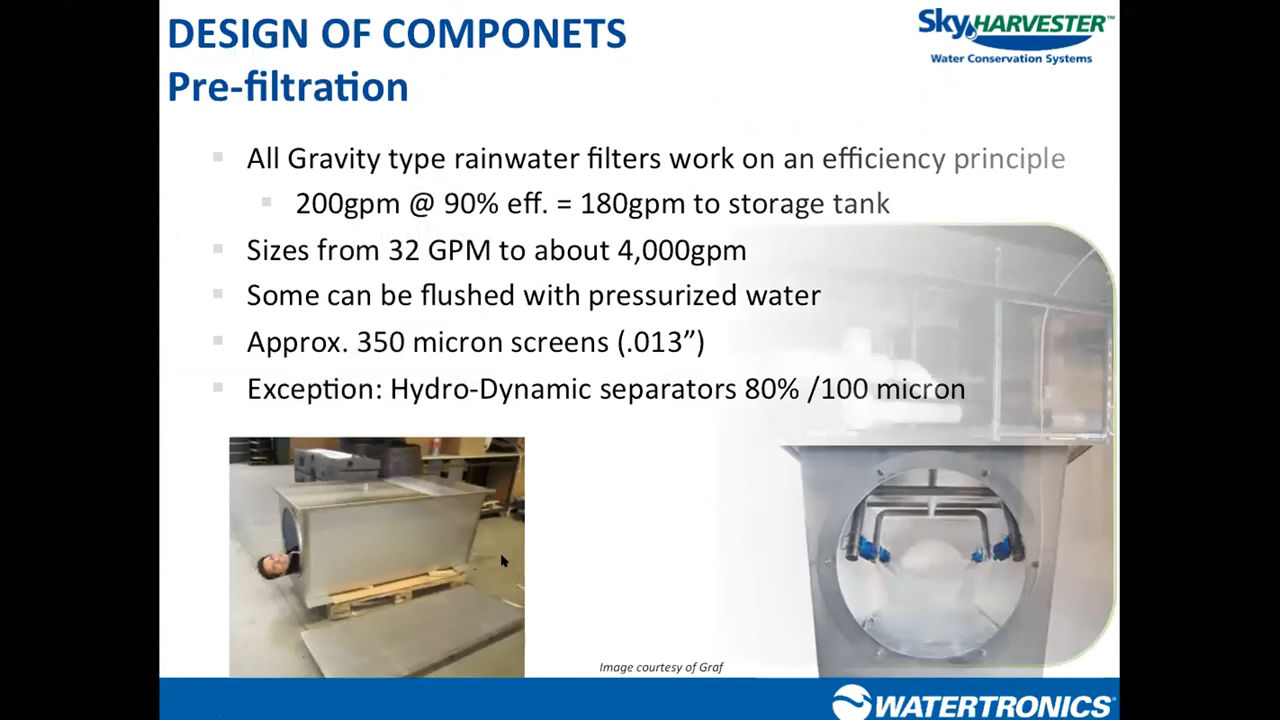 DESIGN OF COMPONETS
Pre-filtration
SkyHARVESTER™
Water Conservation Systems
All Gravity type rainwater filters work on an efficiency principle
200gpm @ 90% eff. = 180gpm to storage tank
Sizes from 32 GPM to about 4,000gpm
Some can be flushed with pressurized water
Approx. 350 micron screens (.013”)
Exception: Hydro-Dynamic separators 80% /100 micron
Image courtesy of Graf
WATERTRONICS